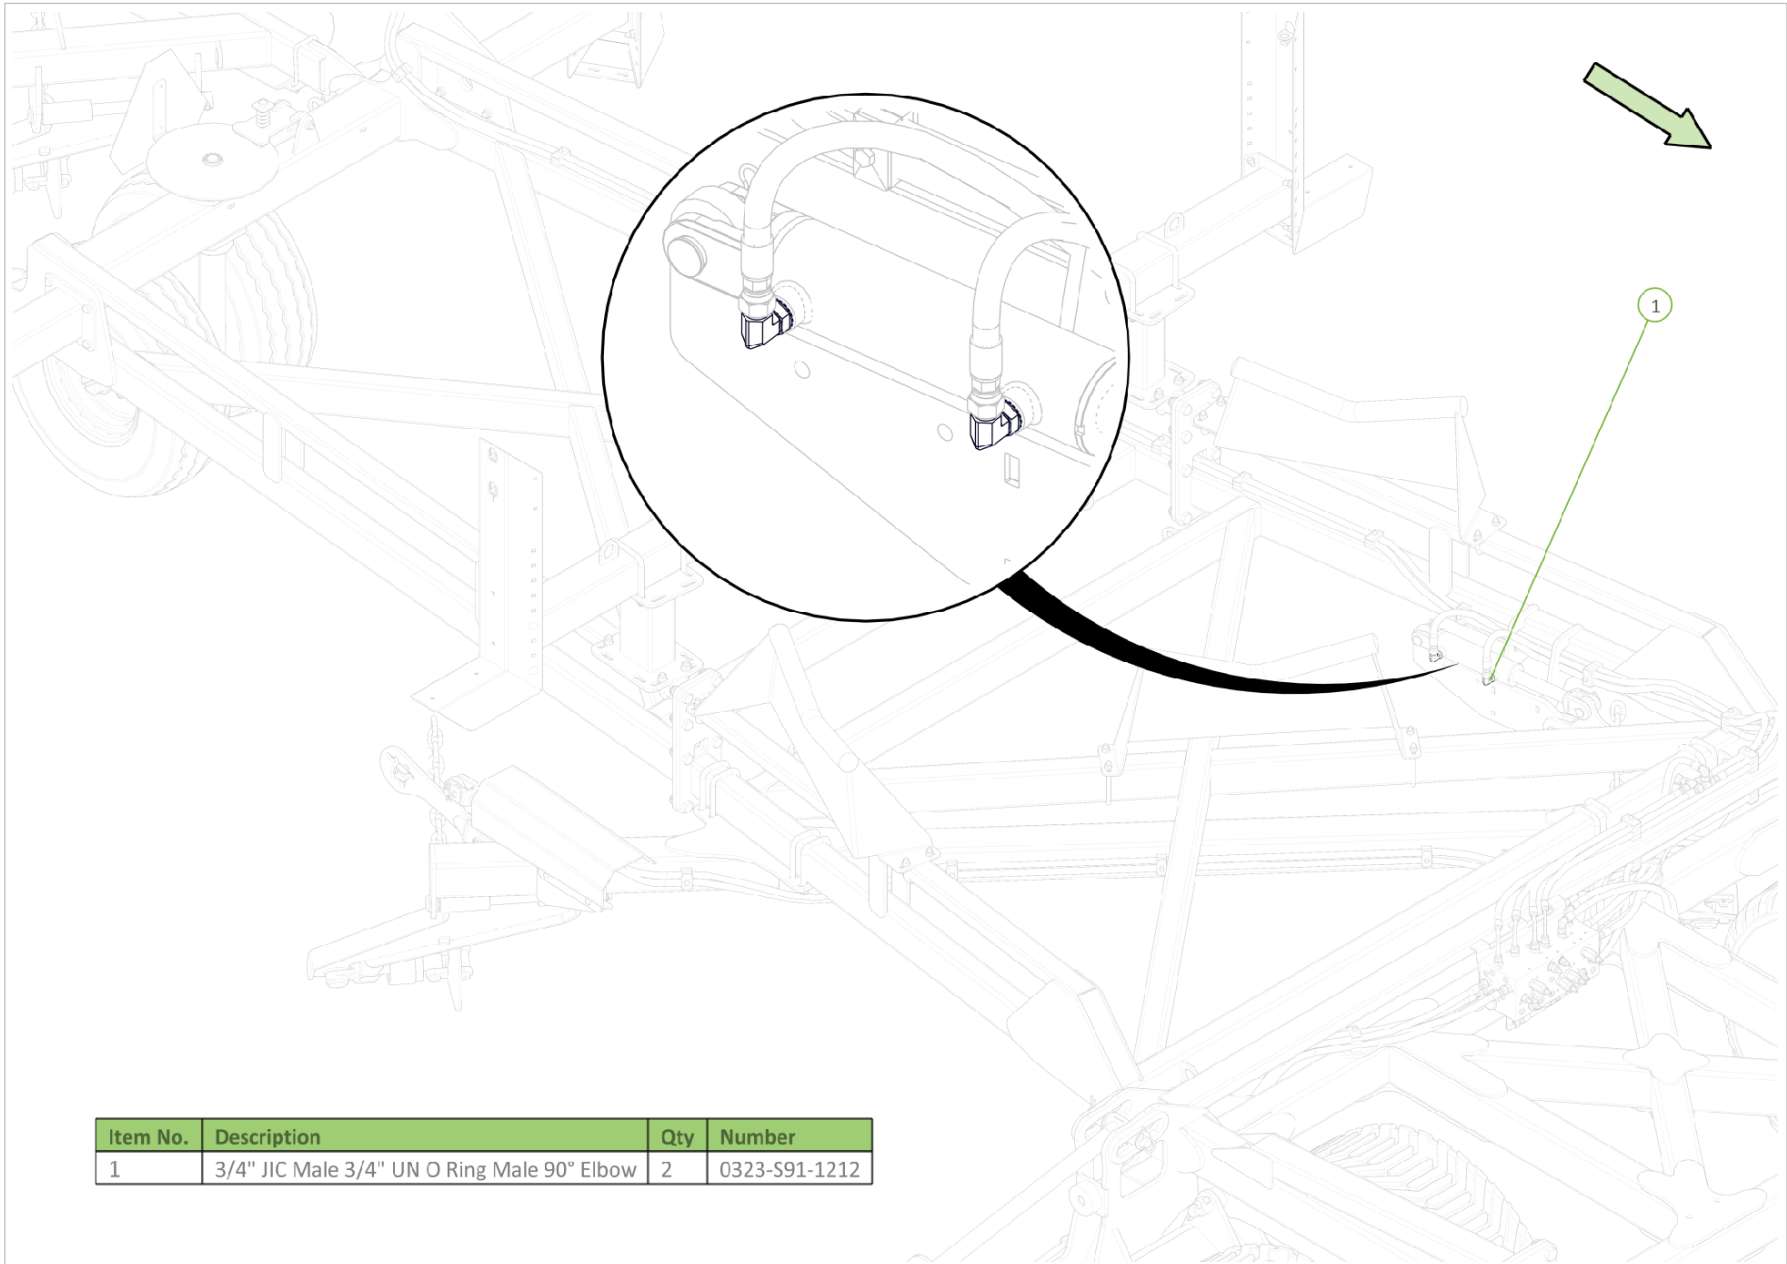 1
Item No. Description Qty Number
1 3/4" JIC Male 3/4" UN O Ring Male 90° Elbow 2 0323-S91-1212